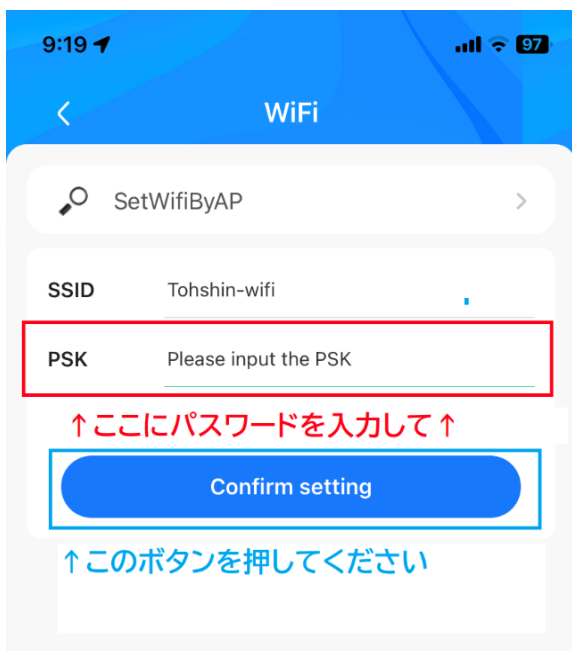 9:19
97
WiFi
SetWifiByAP
SSID Tohshin-wifi
PSK Please input the PSK
↑ここにパスワードを入力して↑
Confirm setting
↑このボタンを押してください